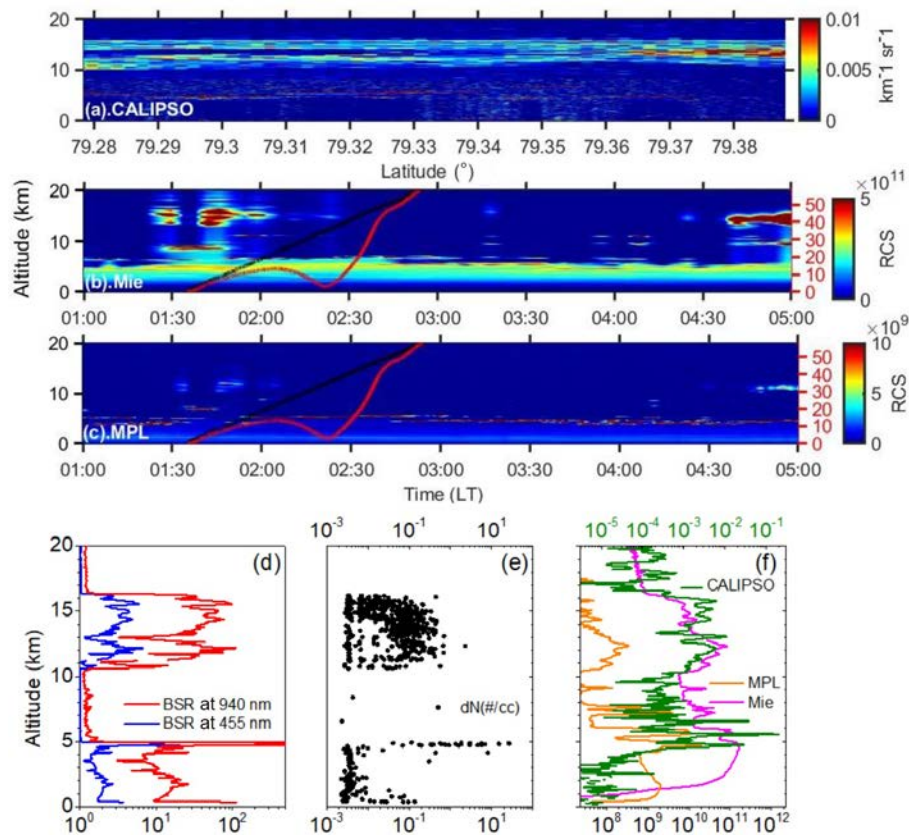 20
10
0
(a).CALIPSO
0.01
0.005
0
km⁻¹ sr⁻¹
79.28 79.29 79.3 79.31 79.32 79.33 79.34 79.35 79.36 79.37 79.38
Latitude (°)
Altitude (km)
20
10
0
(b).Mie
50
40
30
20
10
0
×10¹¹
5
0
RCS
01:00 01:30 02:00 02:30 03:00 03:30 04:00 04:30 05:00
20
10
0
(c).MPL
50
40
30
20
10
0
×10⁹
10
5
0
RCS
01:00 01:30 02:00 02:30 03:00 03:30 04:00 04:30 05:00
Time (LT)
Altitude (km)
20
15
10
5
0
(d)
BSR at 940 nm
BSR at 455 nm
10⁰ 10¹ 10²
10⁻³ 10⁻¹ 10¹
(e)
dN(#/cc)
10⁻³ 10⁻¹ 10¹
10⁻⁵ 10⁻⁴ 10⁻³ 10⁻² 10⁻¹
(f)
CALIPSO
MPL
Mie
10⁸ 10⁹ 10¹⁰ 10¹¹ 10¹²